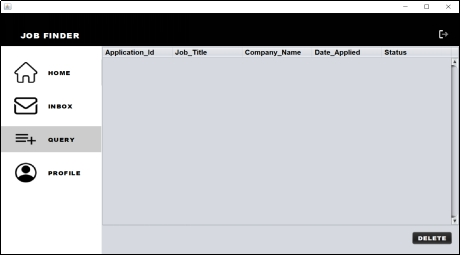 JOB FINDER
Application_Id Job_Title Company_Name Date_Applied Status
HOME
INBOX
QUERY
PROFILE
DELETE